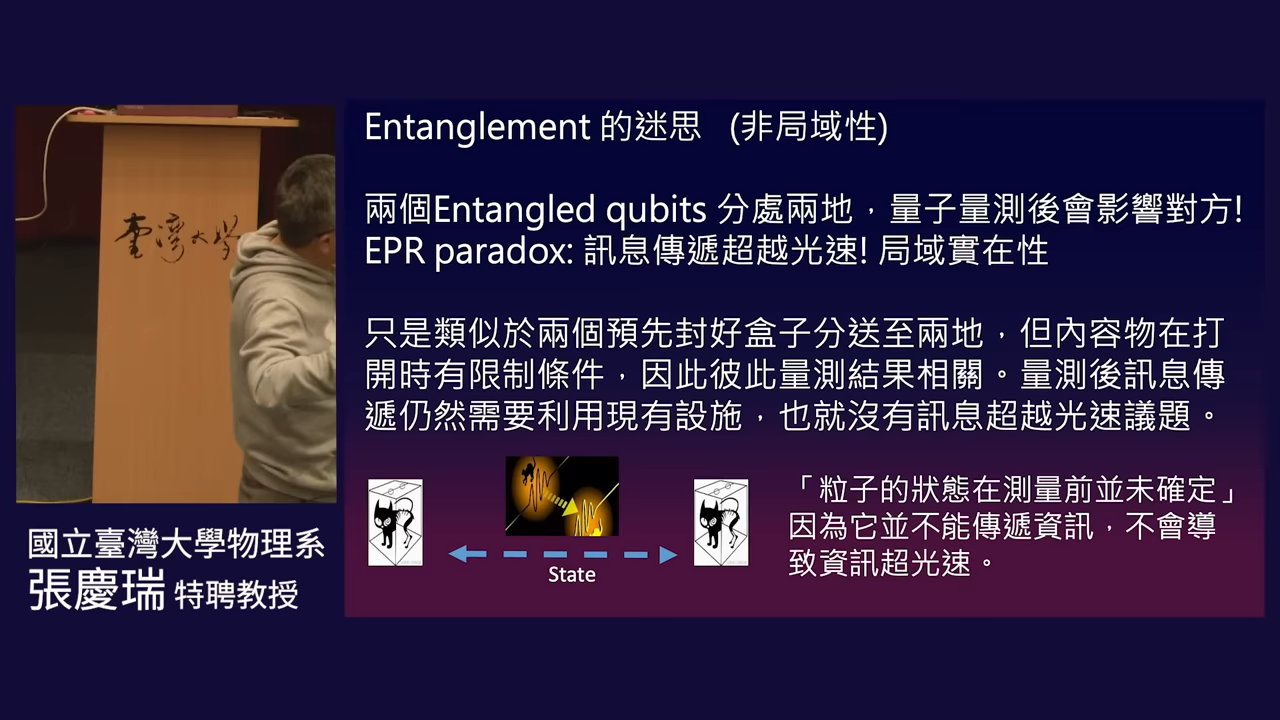 Entanglement 的迷思 (非局域性)
兩個Entangled qubits 分處兩地，量子量測後會影響對方!
EPR paradox: 訊息傳遞超越光速! 局域實在性
只是類似於兩個預先封好盒子分送至兩地，但內容物在打
開時有限制條件，因此彼此量測結果相關。量測後訊息傳
遞仍然需要利用現有設施，也就沒有訊息超越光速議題。
State
「粒子的狀態在測量前並未確定」
因為它並不能傳遞資訊，不會導
致資訊超光速。
臺灣大學
國立臺灣大學物理系
張慶瑞 特聘教授